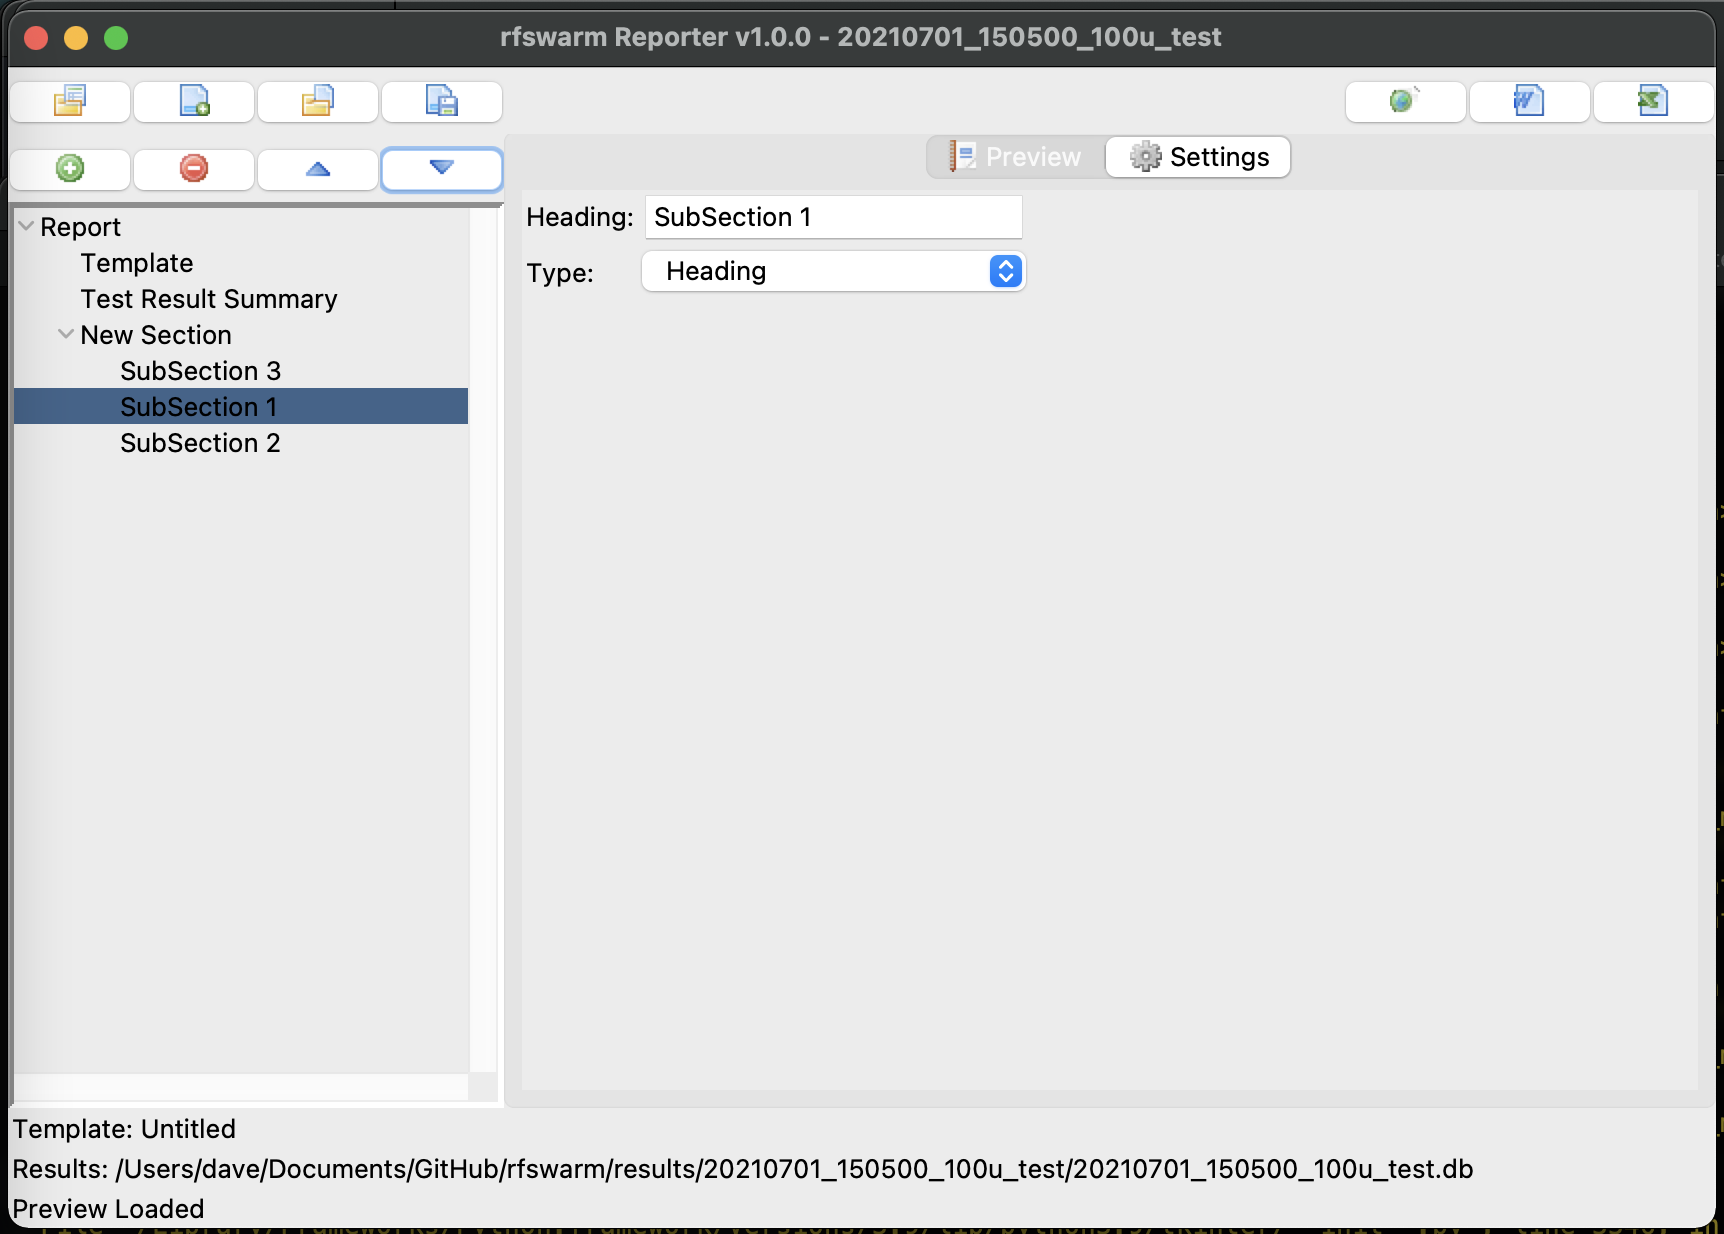 rfswarm Reporter v1.0.0 - 20210701_150500_100u_test
Preview
Settings
Report
Template
Test Result Summary
New Section
SubSection 3
SubSection 1
SubSection 2
Heading: SubSection 1
Type: Heading
Template: Untitled
Results: /Users/dave/Documents/GitHub/rfswarm/results/20210701_150500_100u_test/20210701_150500_100u_test.db
Preview Loaded